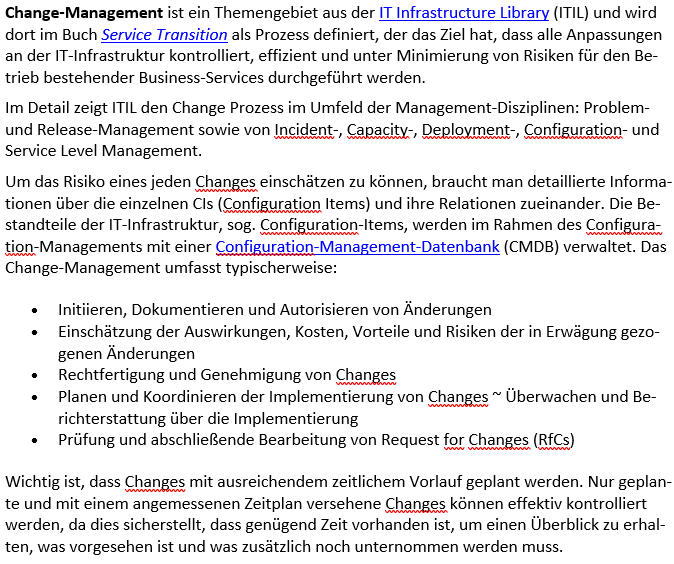 Change-Management ist ein Themengebiet aus der IT Infrastructure Library (ITIL) und wird
dort im Buch Service Transition als Prozess definiert, der das Ziel hat, dass alle Anpassungen
an der IT-Infrastruktur kontrolliert, effizient und unter Minimierung von Risiken für den Be-
trieb bestehender Business-Services durchgeführt werden.
Im Detail zeigt ITIL den Change Prozess im Umfeld der Management-Disziplinen: Problem-
und Release-Management sowie von Incident-, Capacity-, Deployment-, Configuration- und
Service Level Management.
Um das Risiko eines jeden Changes einschätzen zu können, braucht man detaillierte Informa-
tionen über die einzelnen CIs (Configuration Items) und ihre Relationen zueinander. Die Be-
standteile der IT-Infrastruktur, sog. Configuration-Items, werden im Rahmen des Configura-
tion-Managements mit einer Configuration-Management-Datenbank (CMDB) verwaltet. Das
Change-Management umfasst typischerweise:
• Initiieren, Dokumentieren und Autorisieren von Änderungen
• Einschätzung der Auswirkungen, Kosten, Vorteile und Risiken der in Erwägung gezo-
genen Änderungen
• Rechtfertigung und Genehmigung von Changes
• Planen und Koordinieren der Implementierung von Changes ~ Überwachen und Be-
richterstattung über die Implementierung
• Prüfung und abschließende Bearbeitung von Request for Changes (RfCs)
Wichtig ist, dass Changes mit ausreichendem zeitlichem Vorlauf geplant werden. Nur geplan-
te und mit einem angemessenen Zeitplan versehene Changes können effektiv kontrolliert
werden, da dies sicherstellt, dass genügend Zeit vorhanden ist, um einen Überblick zu erhal-
ten, was vorgesehen ist und was zusätzlich noch unternommen werden muss.